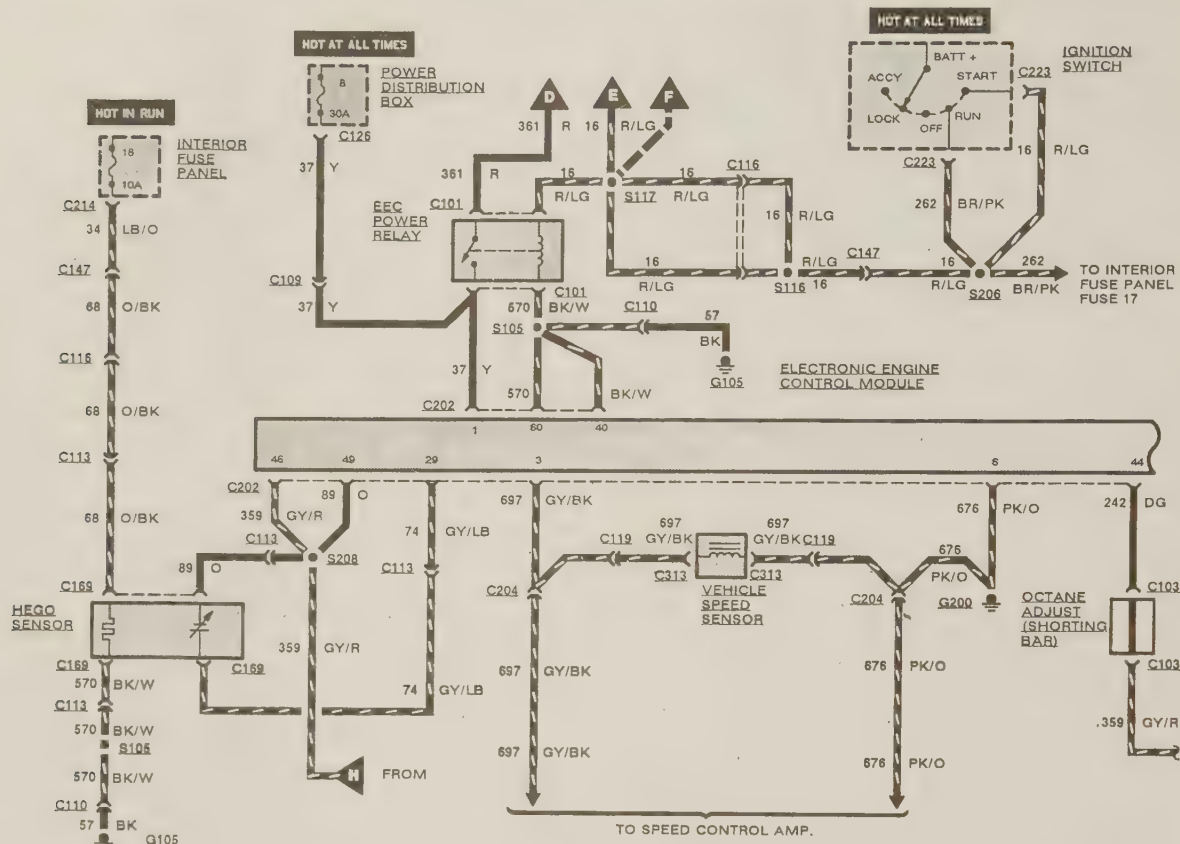 HOT AT ALL TIMES
HOT AT ALL TIMES
HOT IN RUN
8
30A
POWER
DISTRIBUTION
BOX
C126
18
10A
INTERIOR
FUSE
PANEL
C214
34 LB/O
C147
68 O/BK
C116
68 O/BK
C113
68 O/BK
C169
37 Y
C109
37 Y
D
E
F
361 R
16 R/LG
361 R
C101
16
R/LG
S117
16
R/LG
C116
16 R/LG
EEC
POWER
RELAY
C101
16
R/LG
S116
R/LG
16
C147
16
R/LG
S206
262
BR/PK
TO INTERIOR
FUSE PANEL
FUSE 17
BATT +
ACCY
START
LOCK
OFF
RUN
IGNITION
SWITCH
C223
C223
16 R/LG
262 BR/PK
570
BK/W
S105
C110
57
BK
G105
37 Y
570
BK/W
C202
ELECTRONIC ENGINE
CONTROL MODULE
1 60 40
46 49 29 3 6 44
C202
359 GY/R
89 O
C113
89 O
S208
74 GY/LB
C113
74 GY/LB
359 GY/R
HEGO
SENSOR
C169
C169
570 BK/W
C113
570 BK/W
S105
570 BK/W
C110
57 BK
G105
H
FROM
697 GY/BK
C119
697
GY/BK
C313
697
GY/BK
C313
C119
VEHICLE
SPEED
SENSOR
C204
C204
676
PK/O
676 PK/O
G200
697 GY/BK
697 GY/BK
676 PK/O
676 PK/O
TO SPEED CONTROL AMP.
242 DG
C103
OCTANE
ADJUST
(SHORTING
BAR)
C103
359 GY/R